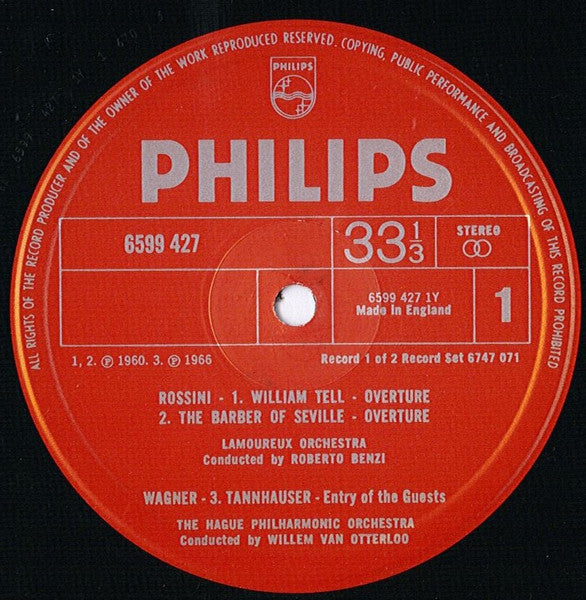 ALL RIGHTS OF THE RECORD PRODUCER AND OF THE OWNER OF THE WORK REPRODUCED RESERVED. COPYING, PUBLIC PERFORMANCE AND BROADCASTING OF THIS RECORD PROHIBITED
PHILIPS
PHILIPS
6599 427
33 1/3
STEREO
6599 427 1Y
Made in England
1
1, 2. ℗ 1960. 3. ℗ 1966
Record 1 of 2 Record Set 6747 071
ROSSINI - 1. WILLIAM TELL - OVERTURE
2. THE BARBER OF SEVILLE - OVERTURE
LAMOUREUX ORCHESTRA
Conducted by ROBERTO BENZI
WAGNER - 3. TANNHAUSER - Entry of the Guests
THE HAGUE PHILHARMONIC ORCHESTRA
Conducted by WILLEM VAN OTTERLOO